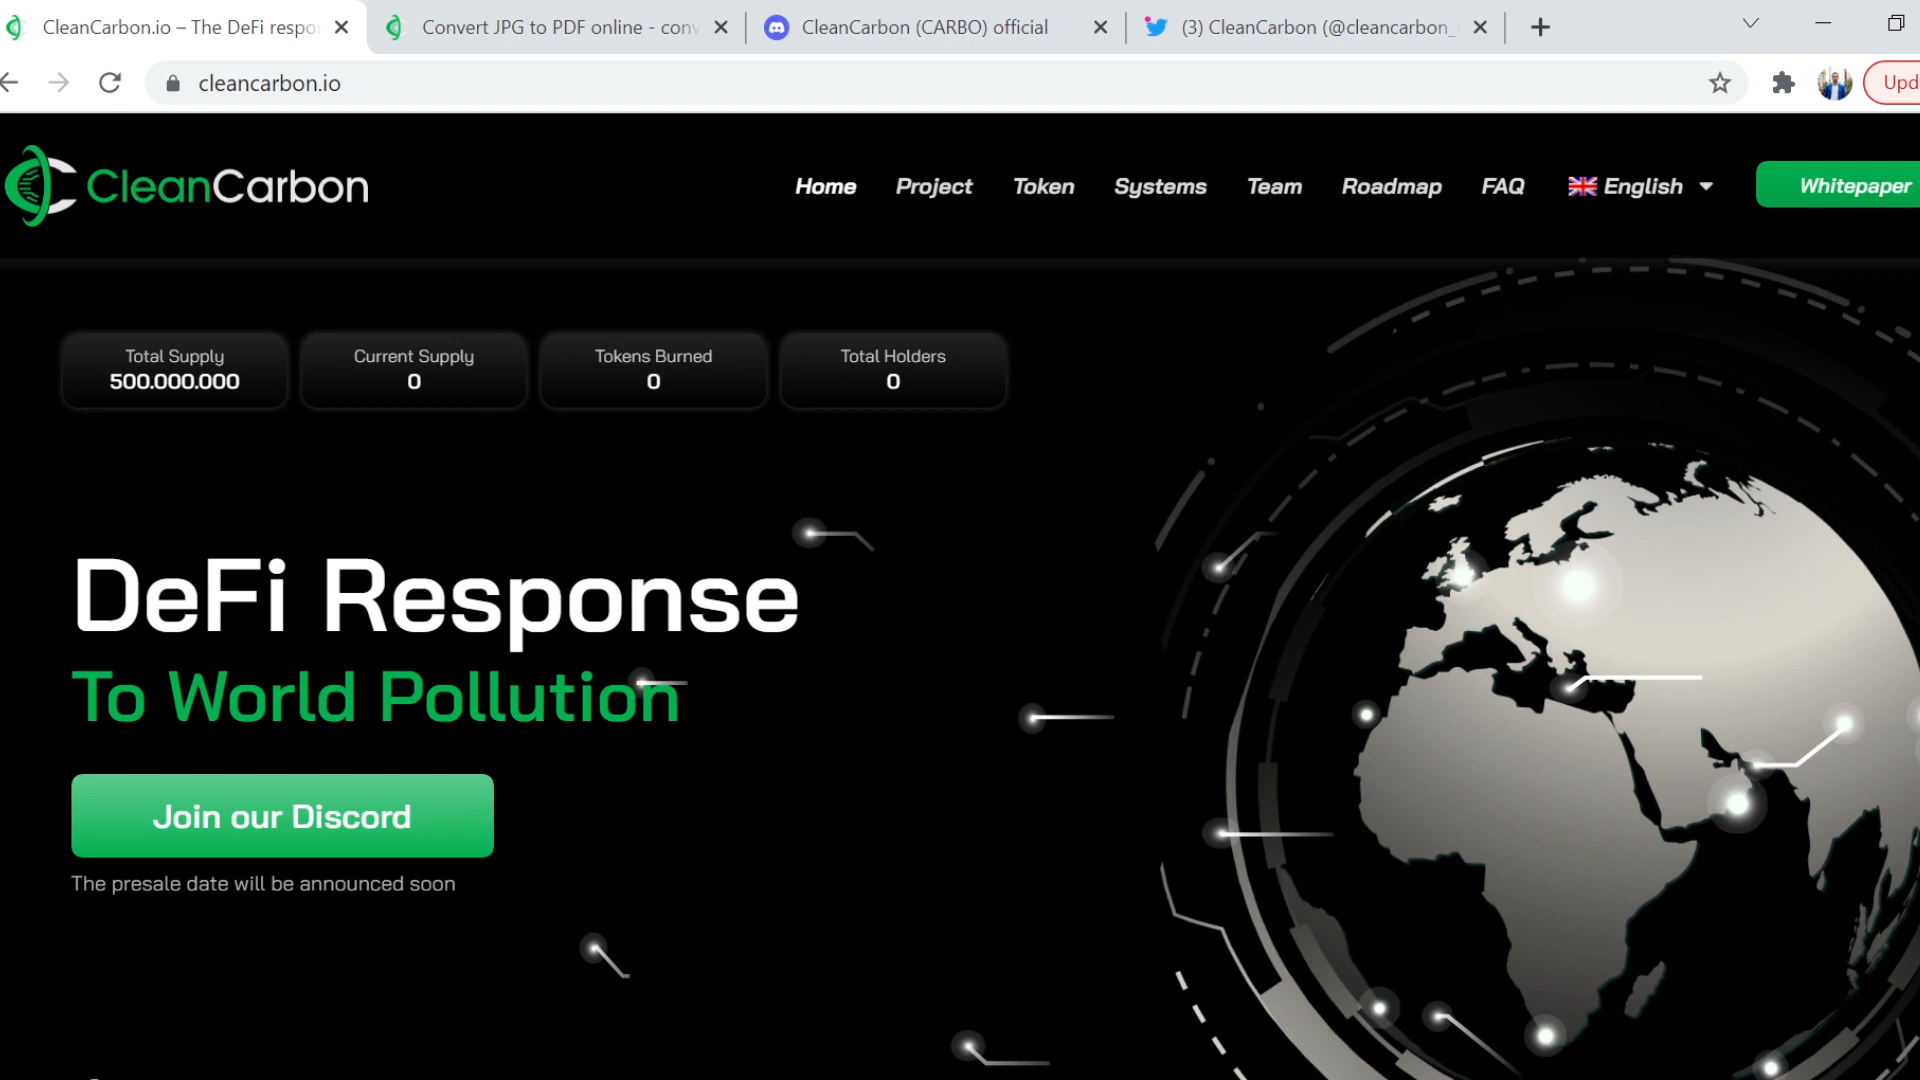 CleanCarbon.io – The DeFi respo
Convert JPG to PDF online - conv
CleanCarbon (CARBO) official
(3) CleanCarbon (@cleancarbon_i
cleancarbon.io
Upd
CleanCarbon
Home
Project
Token
Systems
Team
Roadmap
FAQ
English
Whitepaper
Total Supply
500.000.000
Current Supply
0
Tokens Burned
0
Total Holders
0
DeFi Response
To World Pollution
Join our Discord
The presale date will be announced soon